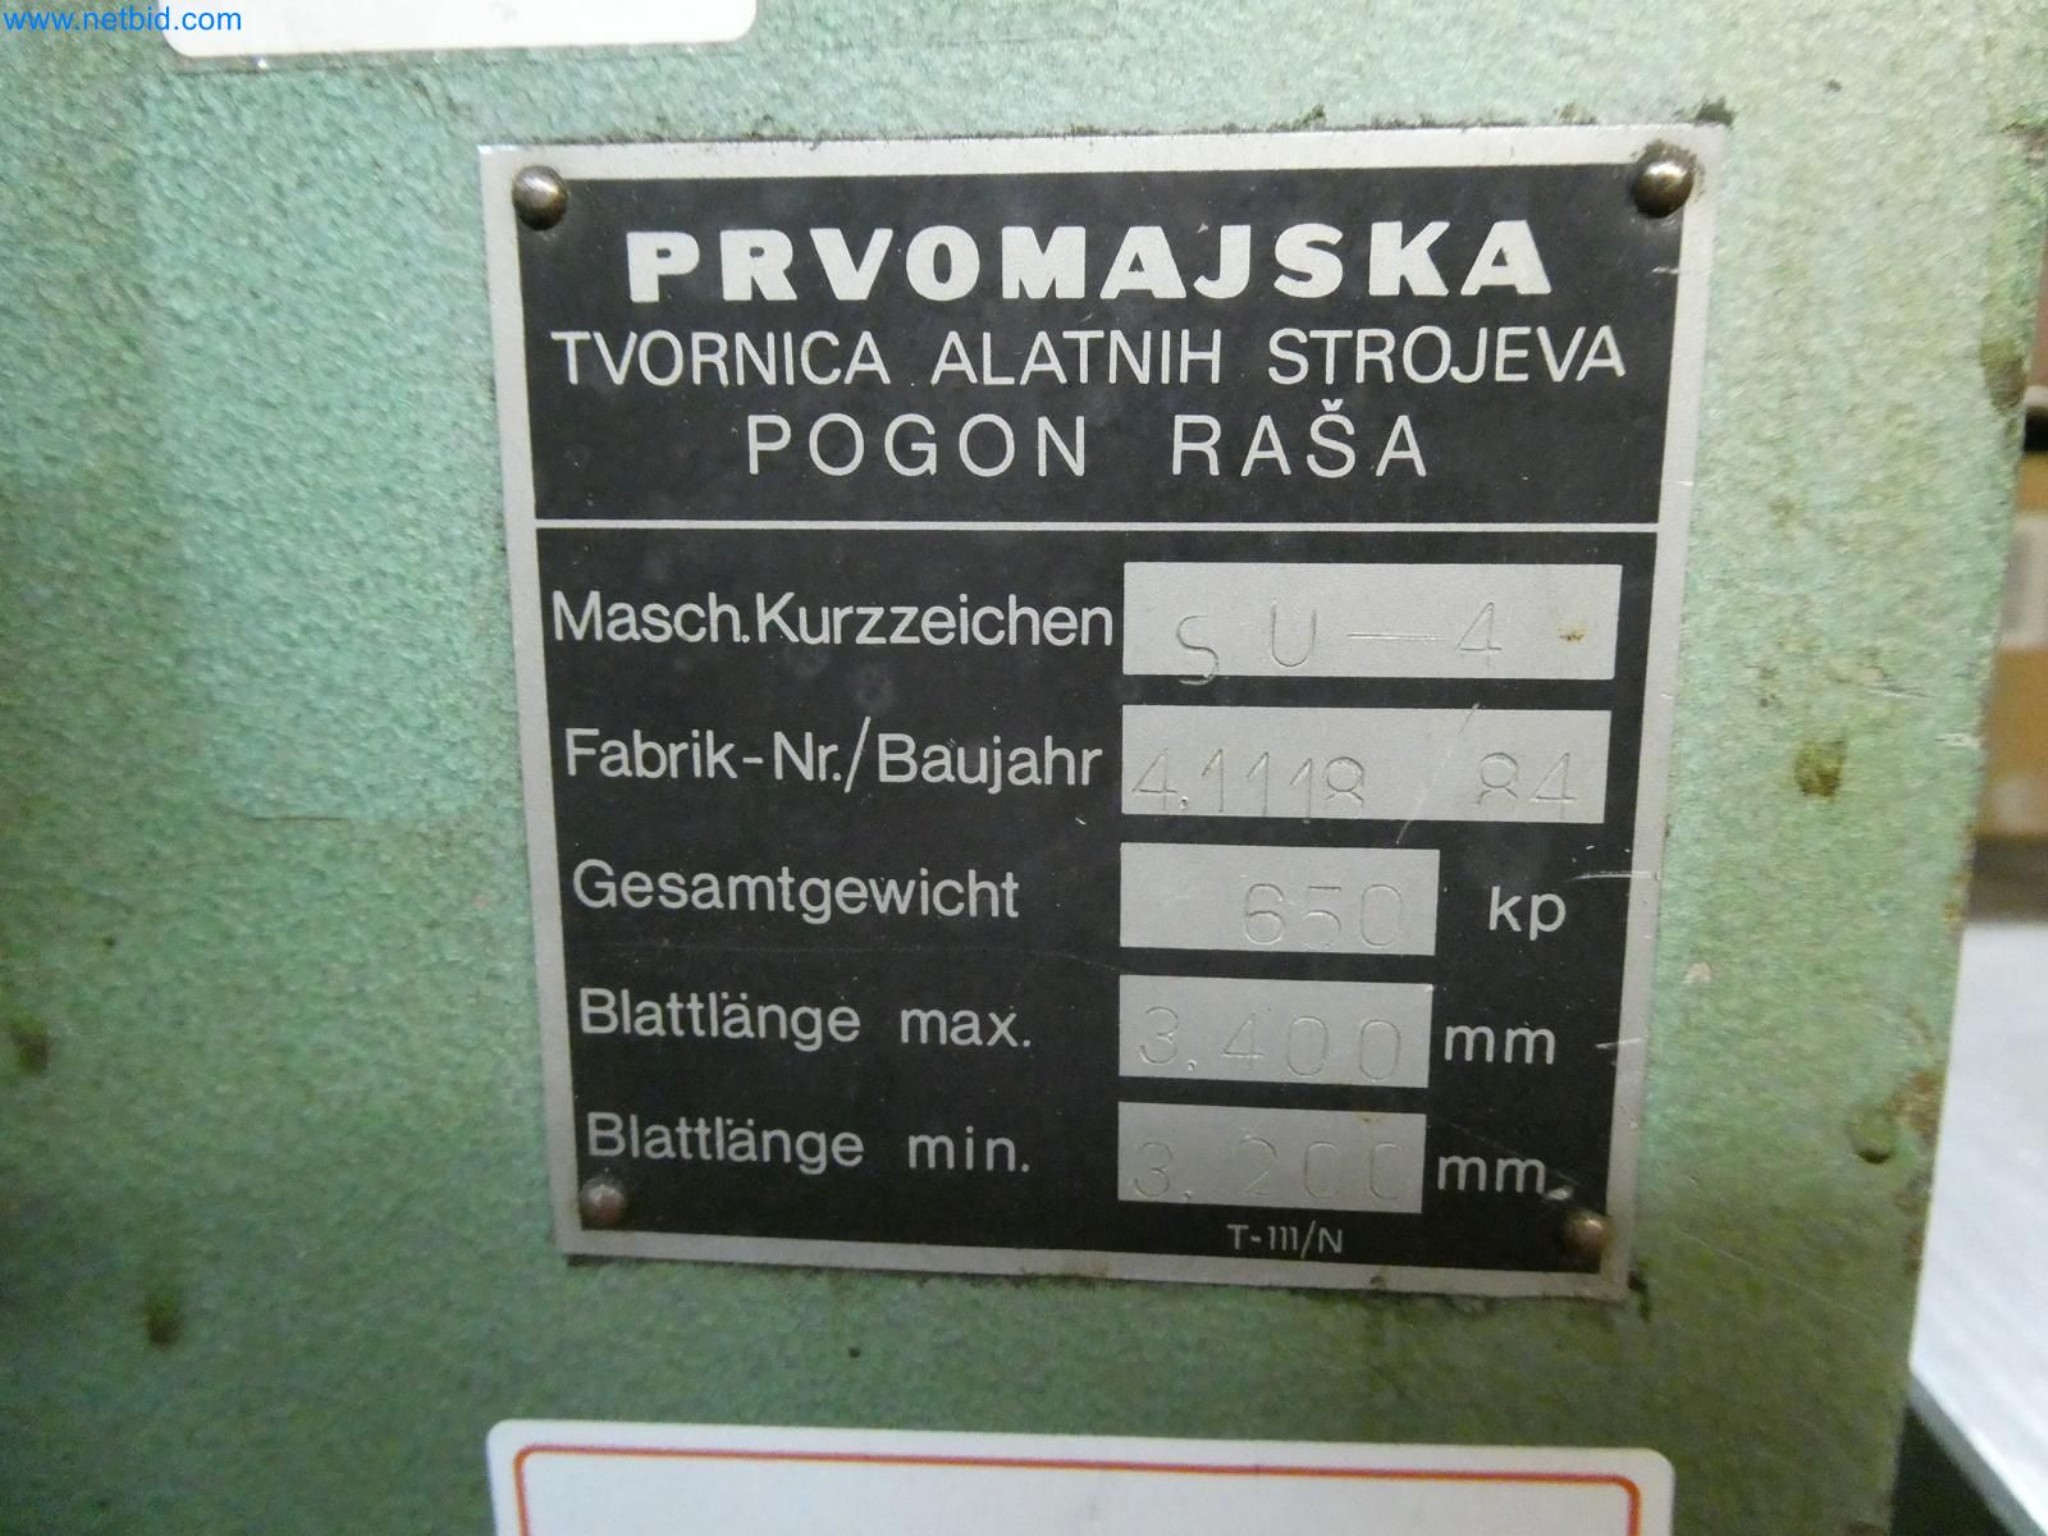 www.netbid.com
PRVOMAJSKA
TVORNICA ALATNIH STROJEVA
POGON RAŠA
Masch.Kurzzeichen SU-4
Fabrik-Nr./Baujahr 4.1118 / 84
Gesamtgewicht 650 kp
Blattlänge max. 3.400 mm
Blattlänge min. 3.200 mm
T-111/N